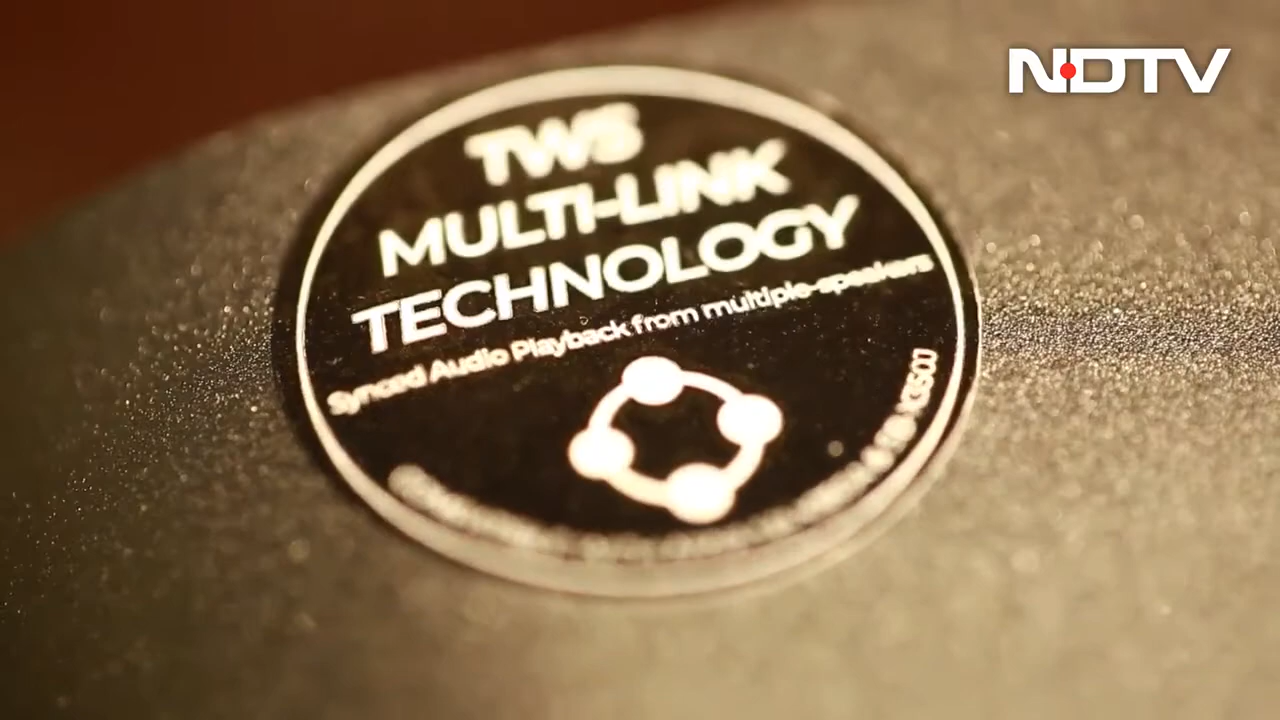 NDTV
TWS
MULTI-LINK
TECHNOLOGY
Synced Audio Playback from multiple-speakers